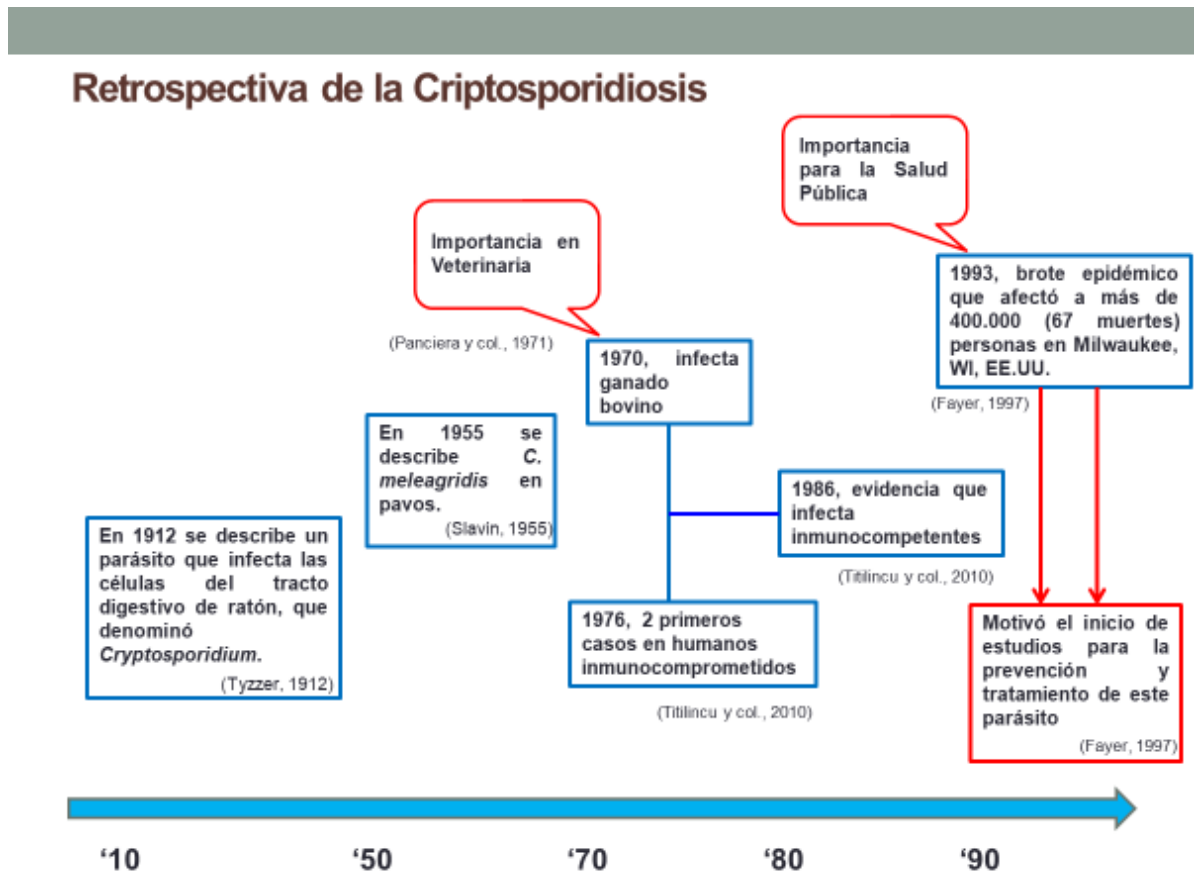 Retrospectiva de la Criptosporidiosis
Importancia
para la Salud
Pública
Importancia en
Veterinaria
1993, brote epidémico
que afectó a más de
400.000 (67 muertes)
personas en Milwaukee,
WI, EE.UU.
(Fayer, 1997)
(Panciera y col., 1971)
1970, infecta
ganado
bovino
En 1955 se
describe C.
meleagridis en
pavos.
(Slavin, 1955)
1986, evidencia que
infecta
inmunocompetentes
(Titilincu y col., 2010)
En 1912 se describe un
parásito que infecta las
células del tracto
digestivo de ratón, que
denominó
Cryptosporidium.
(Tyzzer, 1912)
1976, 2 primeros
casos en humanos
inmunocomprometidos
(Titilincu y col., 2010)
Motivó el inicio de
estudios para la
prevención y
tratamiento de este
parásito
(Fayer, 1997)
‘10 ‘50 ‘70 ‘80 ‘90